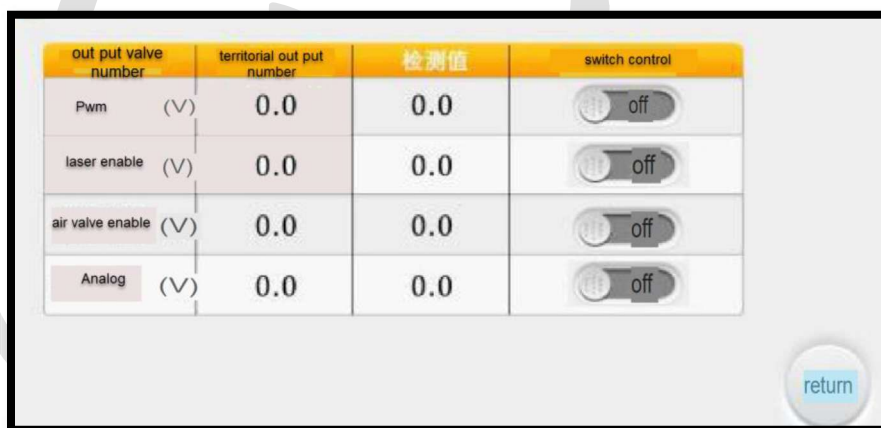 out put valve
number
territorial out put
number
检测值
switch control
Pwm (V) 0.0 0.0 off
laser enable (V) 0.0 0.0 off
air valve enable (V) 0.0 0.0 off
Analog (V) 0.0 0.0 off
return